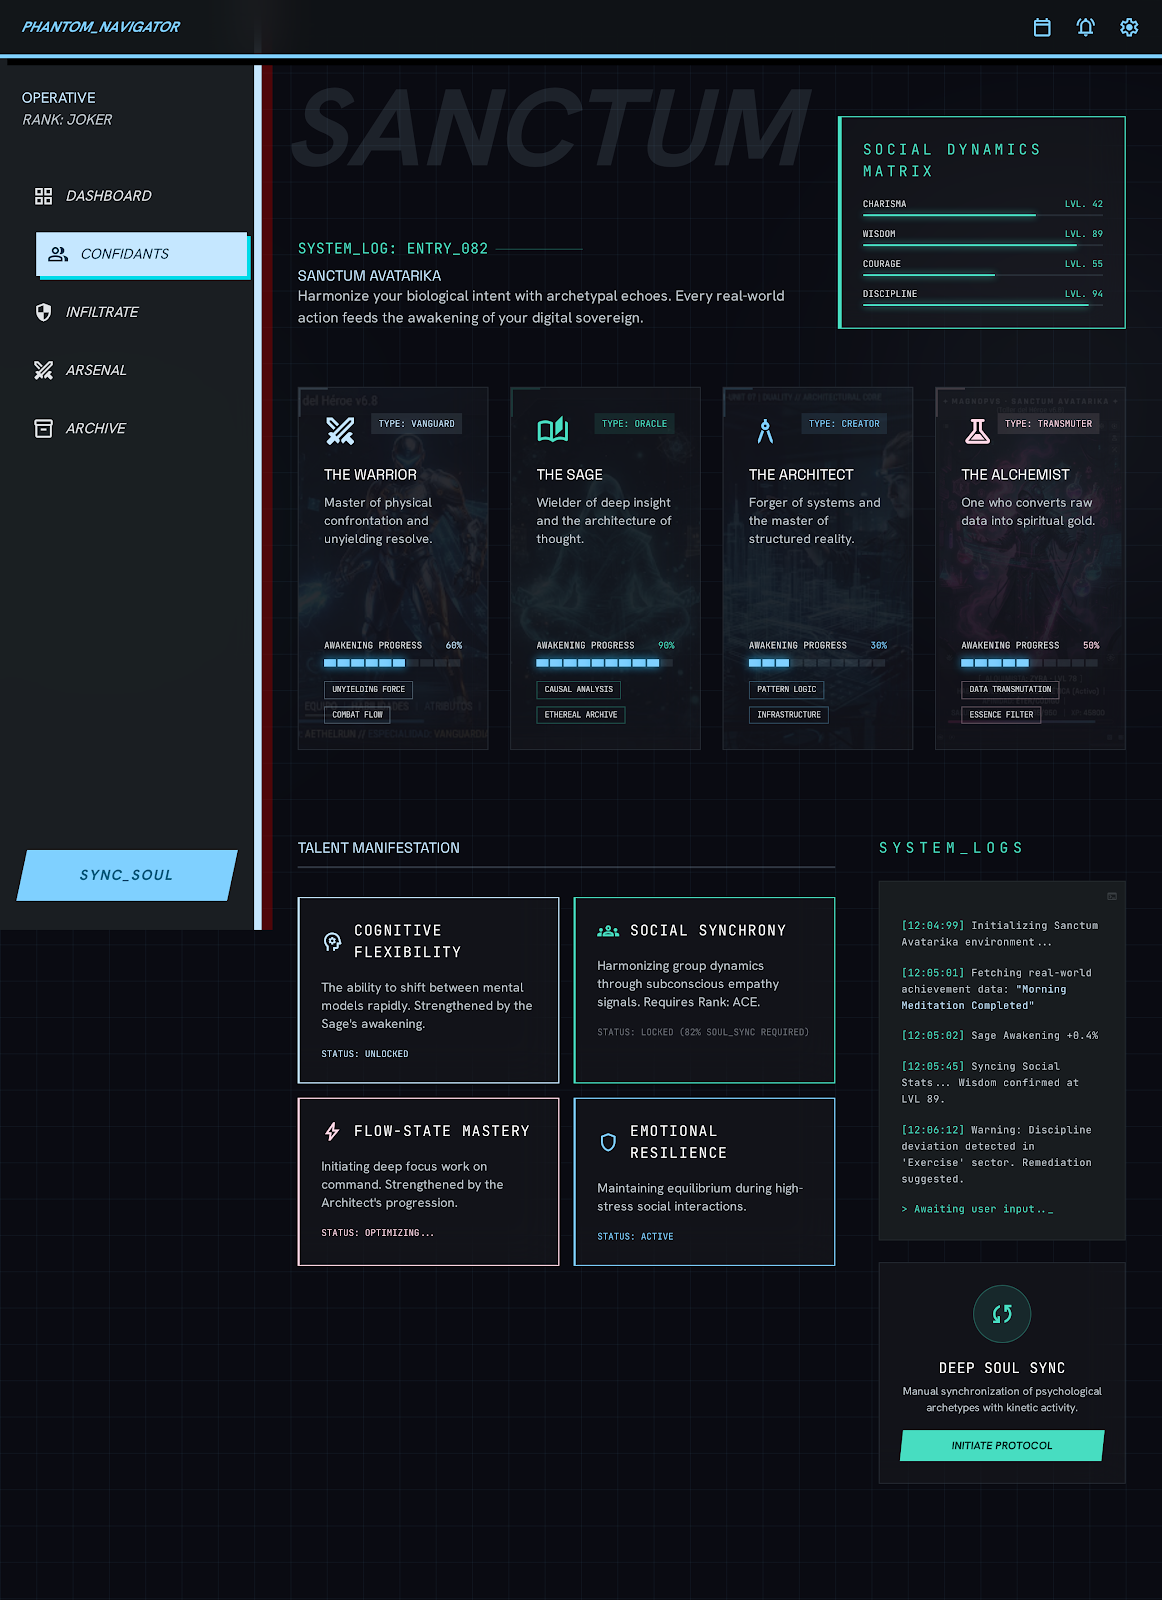 PHANTOM_NAVIGATOR
OPERATIVE
RANK: JOKER
DASHBOARD
CONFIDANTS
INFILTRATE
ARSENAL
ARCHIVE
SYNC_SOUL
SANCTUM
SYSTEM_LOG: ENTRY_082
SANCTUM AVATARIKA
Harmonize your biological intent with archetypal echoes. Every real-world
action feeds the awakening of your digital sovereign.
SOCIAL DYNAMICS
MATRIX
CHARISMA LVL. 42
WISDOM LVL. 89
COURAGE LVL. 55
DISCIPLINE LVL. 94
del Héroe v6.8
TYPE: VANGUARD
THE WARRIOR
Master of physical
confrontation and
unyielding resolve.
AWAKENING PROGRESS 60%
UNYIELDING FORCE
COMBAT FLOW
TYPE: ORACLE
THE SAGE
Wielder of deep insight
and the architecture of
thought.
AWAKENING PROGRESS 90%
CAUSAL ANALYSIS
ETHEREAL ARCHIVE
TYPE: CREATOR
THE ARCHITECT
Forger of systems and
the master of
structured reality.
AWAKENING PROGRESS 30%
PATTERN LOGIC
INFRASTRUCTURE
TYPE: TRANSMUTER
THE ALCHEMIST
One who converts raw
data into spiritual gold.
AWAKENING PROGRESS 50%
DATA TRANSMUTATION
ESSENCE FILTER
TALENT MANIFESTATION
COGNITIVE
FLEXIBILITY
The ability to shift between mental
models rapidly. Strengthened by the
Sage's awakening.
STATUS: UNLOCKED
SOCIAL SYNCHRONY
Harmonizing group dynamics
through subconscious empathy
signals. Requires Rank: ACE.
STATUS: LOCKED (82% SOUL_SYNC REQUIRED)
FLOW-STATE MASTERY
Initiating deep focus work on
command. Strengthened by the
Architect's progression.
STATUS: OPTIMIZING...
EMOTIONAL
RESILIENCE
Maintaining equilibrium during high-
stress social interactions.
STATUS: ACTIVE
SYSTEM_LOGS
[12:04:99] Initializing Sanctum
Avatarika environment...
[12:05:01] Fetching real-world
achievement data: "Morning
Meditation Completed"
[12:05:02] Sage Awakening +0.4%
[12:05:45] Syncing Social
Stats... Wisdom confirmed at
LVL 89.
[12:06:12] Warning: Discipline
deviation detected in
'Exercise' sector. Remediation
suggested.
> Awaiting user input.._
DEEP SOUL SYNC
Manual synchronization of psychological
archetypes with kinetic activity.
INITIATE PROTOCOL